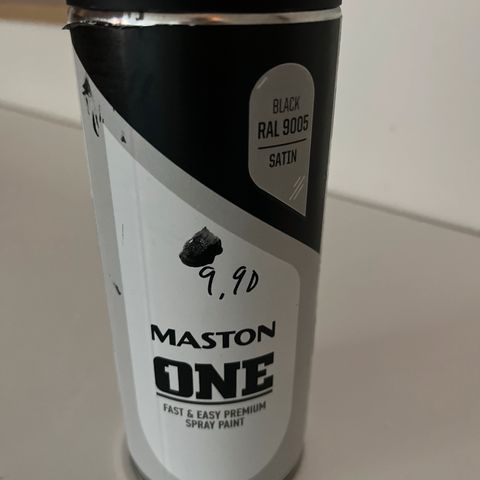 BLACK
RAL 9005
SATIN
9,90
MASTON
ONE
FAST & EASY PREMIUM
SPRAY PAINT